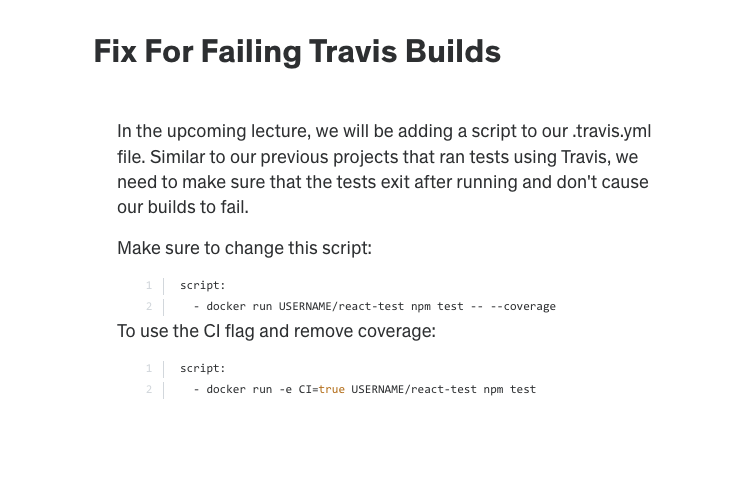 Fix For Failing Travis Builds
In the upcoming lecture, we will be adding a script to our .travis.yml
file. Similar to our previous projects that ran tests using Travis, we
need to make sure that the tests exit after running and don't cause
our builds to fail.
Make sure to change this script:
1 script:
2   - docker run USERNAME/react-test npm test -- --coverage
To use the CI flag and remove coverage:
1 script:
2   - docker run -e CI=true USERNAME/react-test npm test